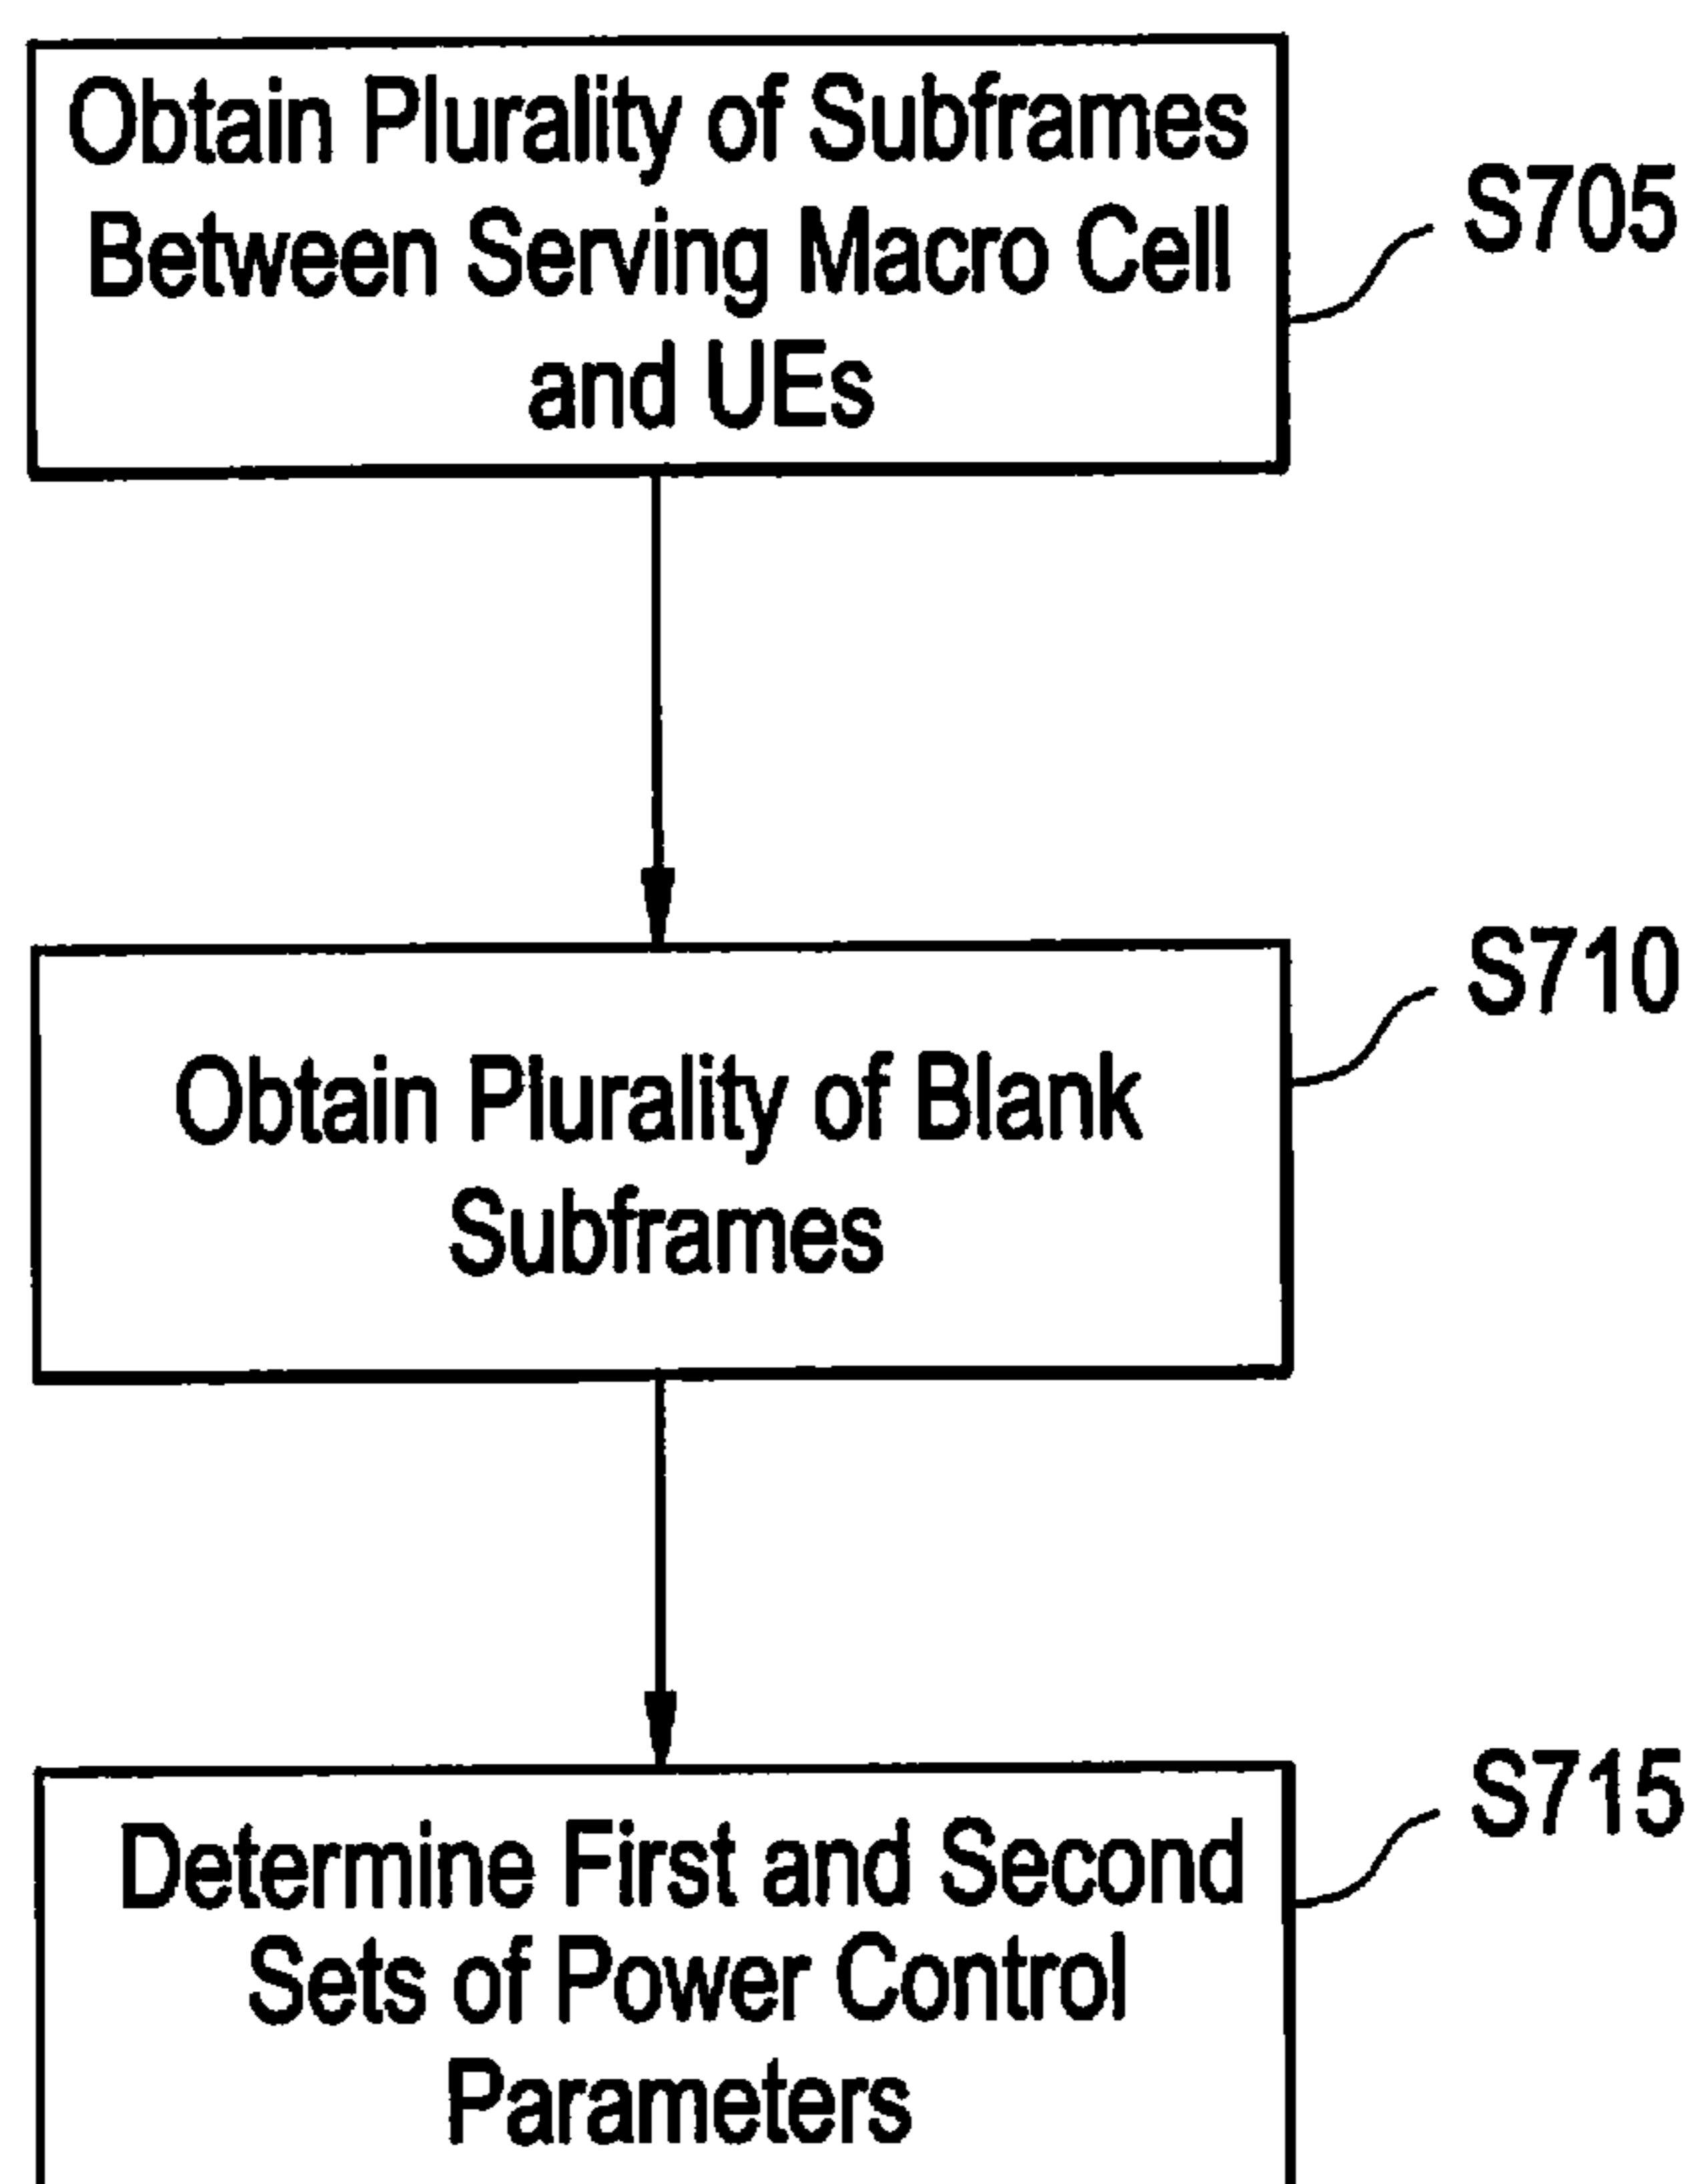 Obtain Plurality of Subframes
Between Serving Macro Cell
and UEs
S705
Obtain Plurality of Blank
Subframes
S710
Determine First and Second
Sets of Power Control
Parameters
S715